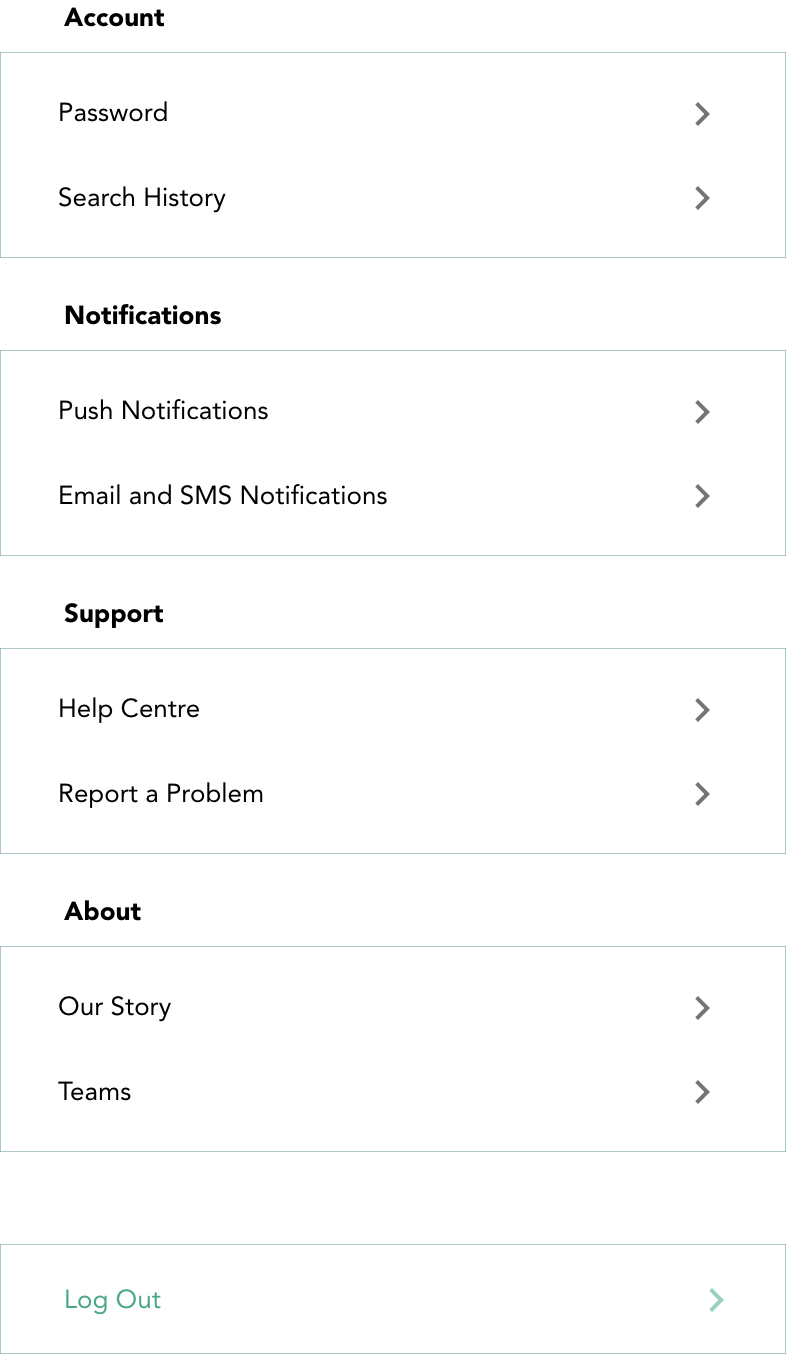 Account
Password
Search History
Notifications
Push Notifications
Email and SMS Notifications
Support
Help Centre
Report a Problem
About
Our Story
Teams
Log Out